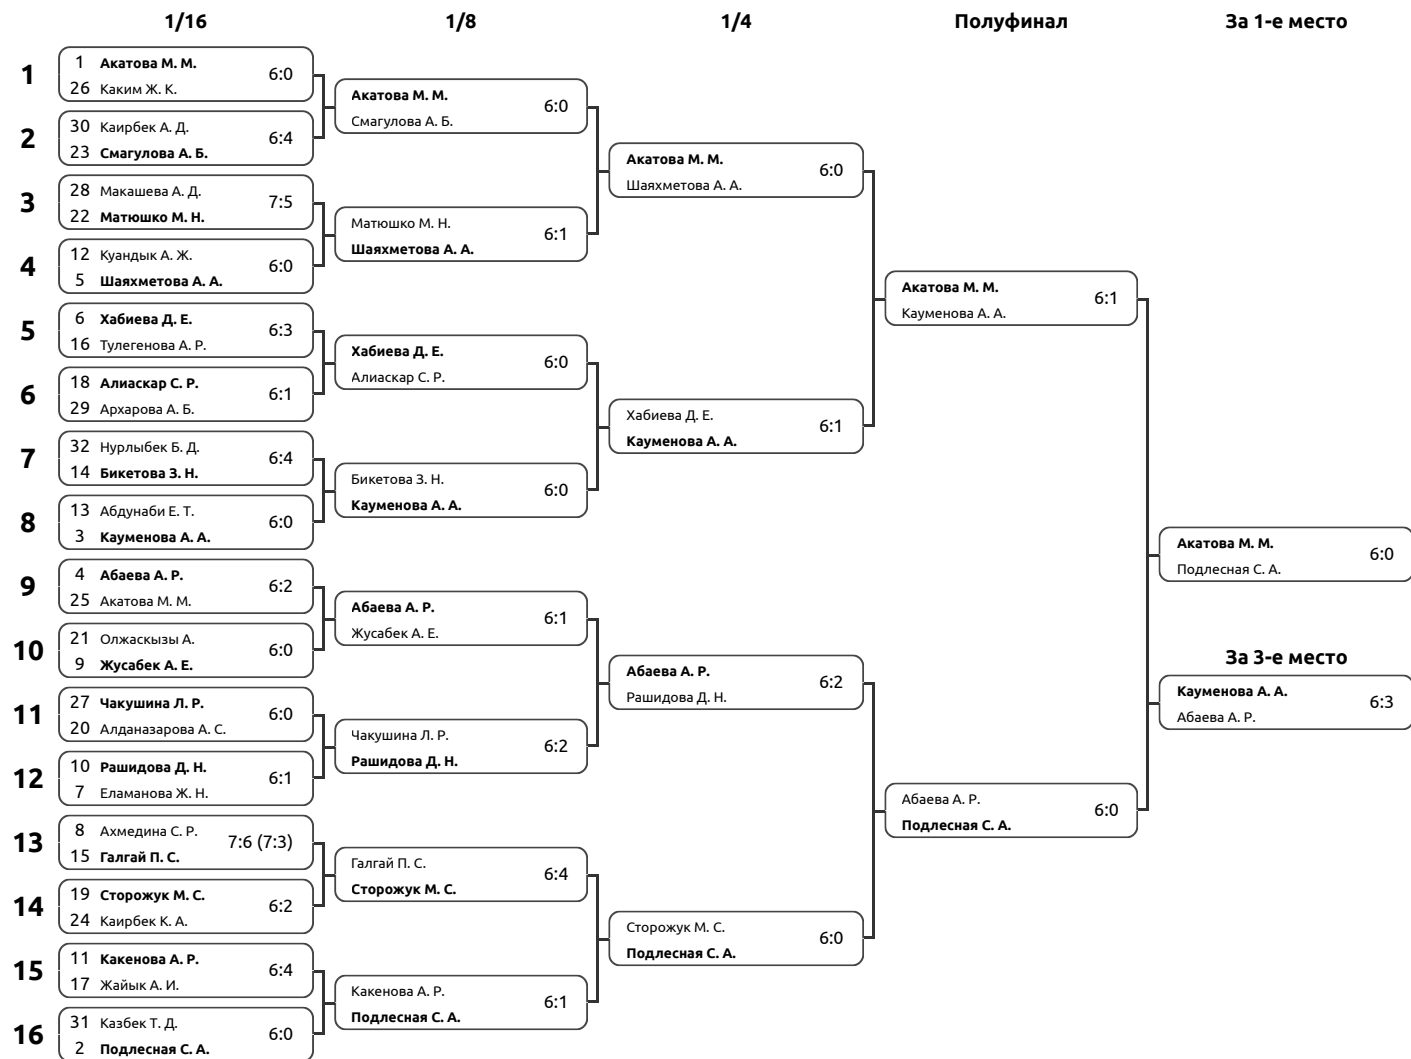 1/16
1/8
1/4
Полуфинал
За 1-е место
1
1 Акатова М. М.
26 Каким Ж. К.
6:0
2
30 Каирбек А. Д.
23 Смагулова А. Б.
6:4
3
28 Макашева А. Д.
22 Матюшко М. Н.
7:5
4
12 Куандык А. Ж.
5 Шаяхметова А. А.
6:0
5
6 Хабиева Д. Е.
16 Тулегенова А. Р.
6:3
6
18 Алиаскар С. Р.
29 Архарова А. Б.
6:1
7
32 Нурлыбек Б. Д.
14 Бикетова З. Н.
6:4
8
13 Абдунаби Е. Т.
3 Кауменова А. А.
6:0
9
4 Абаева А. Р.
25 Акатова М. М.
6:2
10
21 Олжаскызы А.
9 Жусабек А. Е.
6:0
11
27 Чакушина Л. Р.
20 Алданазарова А. С.
6:0
12
10 Рашидова Д. Н.
7 Еламанова Ж. Н.
6:1
13
8 Ахмедина С. Р.
15 Галгай П. С.
7:6 (7:3)
14
19 Сторожук М. С.
24 Каирбек К. А.
6:2
15
11 Какенова А. Р.
17 Жайык А. И.
6:4
16
31 Казбек Т. Д.
2 Подлесная С. А.
6:0
Акатова М. М.
Смагулова А. Б.
6:0
Матюшко М. Н.
Шаяхметова А. А.
6:1
Хабиева Д. Е.
Алиаскар С. Р.
6:0
Бикетова З. Н.
Кауменова А. А.
6:0
Абаева А. Р.
Жусабек А. Е.
6:1
Чакушина Л. Р.
Рашидова Д. Н.
6:2
Галгай П. С.
Сторожук М. С.
6:4
Какенова А. Р.
Подлесная С. А.
6:1
Акатова М. М.
Шаяхметова А. А.
6:0
Хабиева Д. Е.
Кауменова А. А.
6:1
Абаева А. Р.
Рашидова Д. Н.
6:2
Сторожук М. С.
Подлесная С. А.
6:0
Акатова М. М.
Кауменова А. А.
6:1
Абаева А. Р.
Подлесная С. А.
6:0
Акатова М. М.
Подлесная С. А.
6:0
За 3-е место
Кауменова А. А.
Абаева А. Р.
6:3